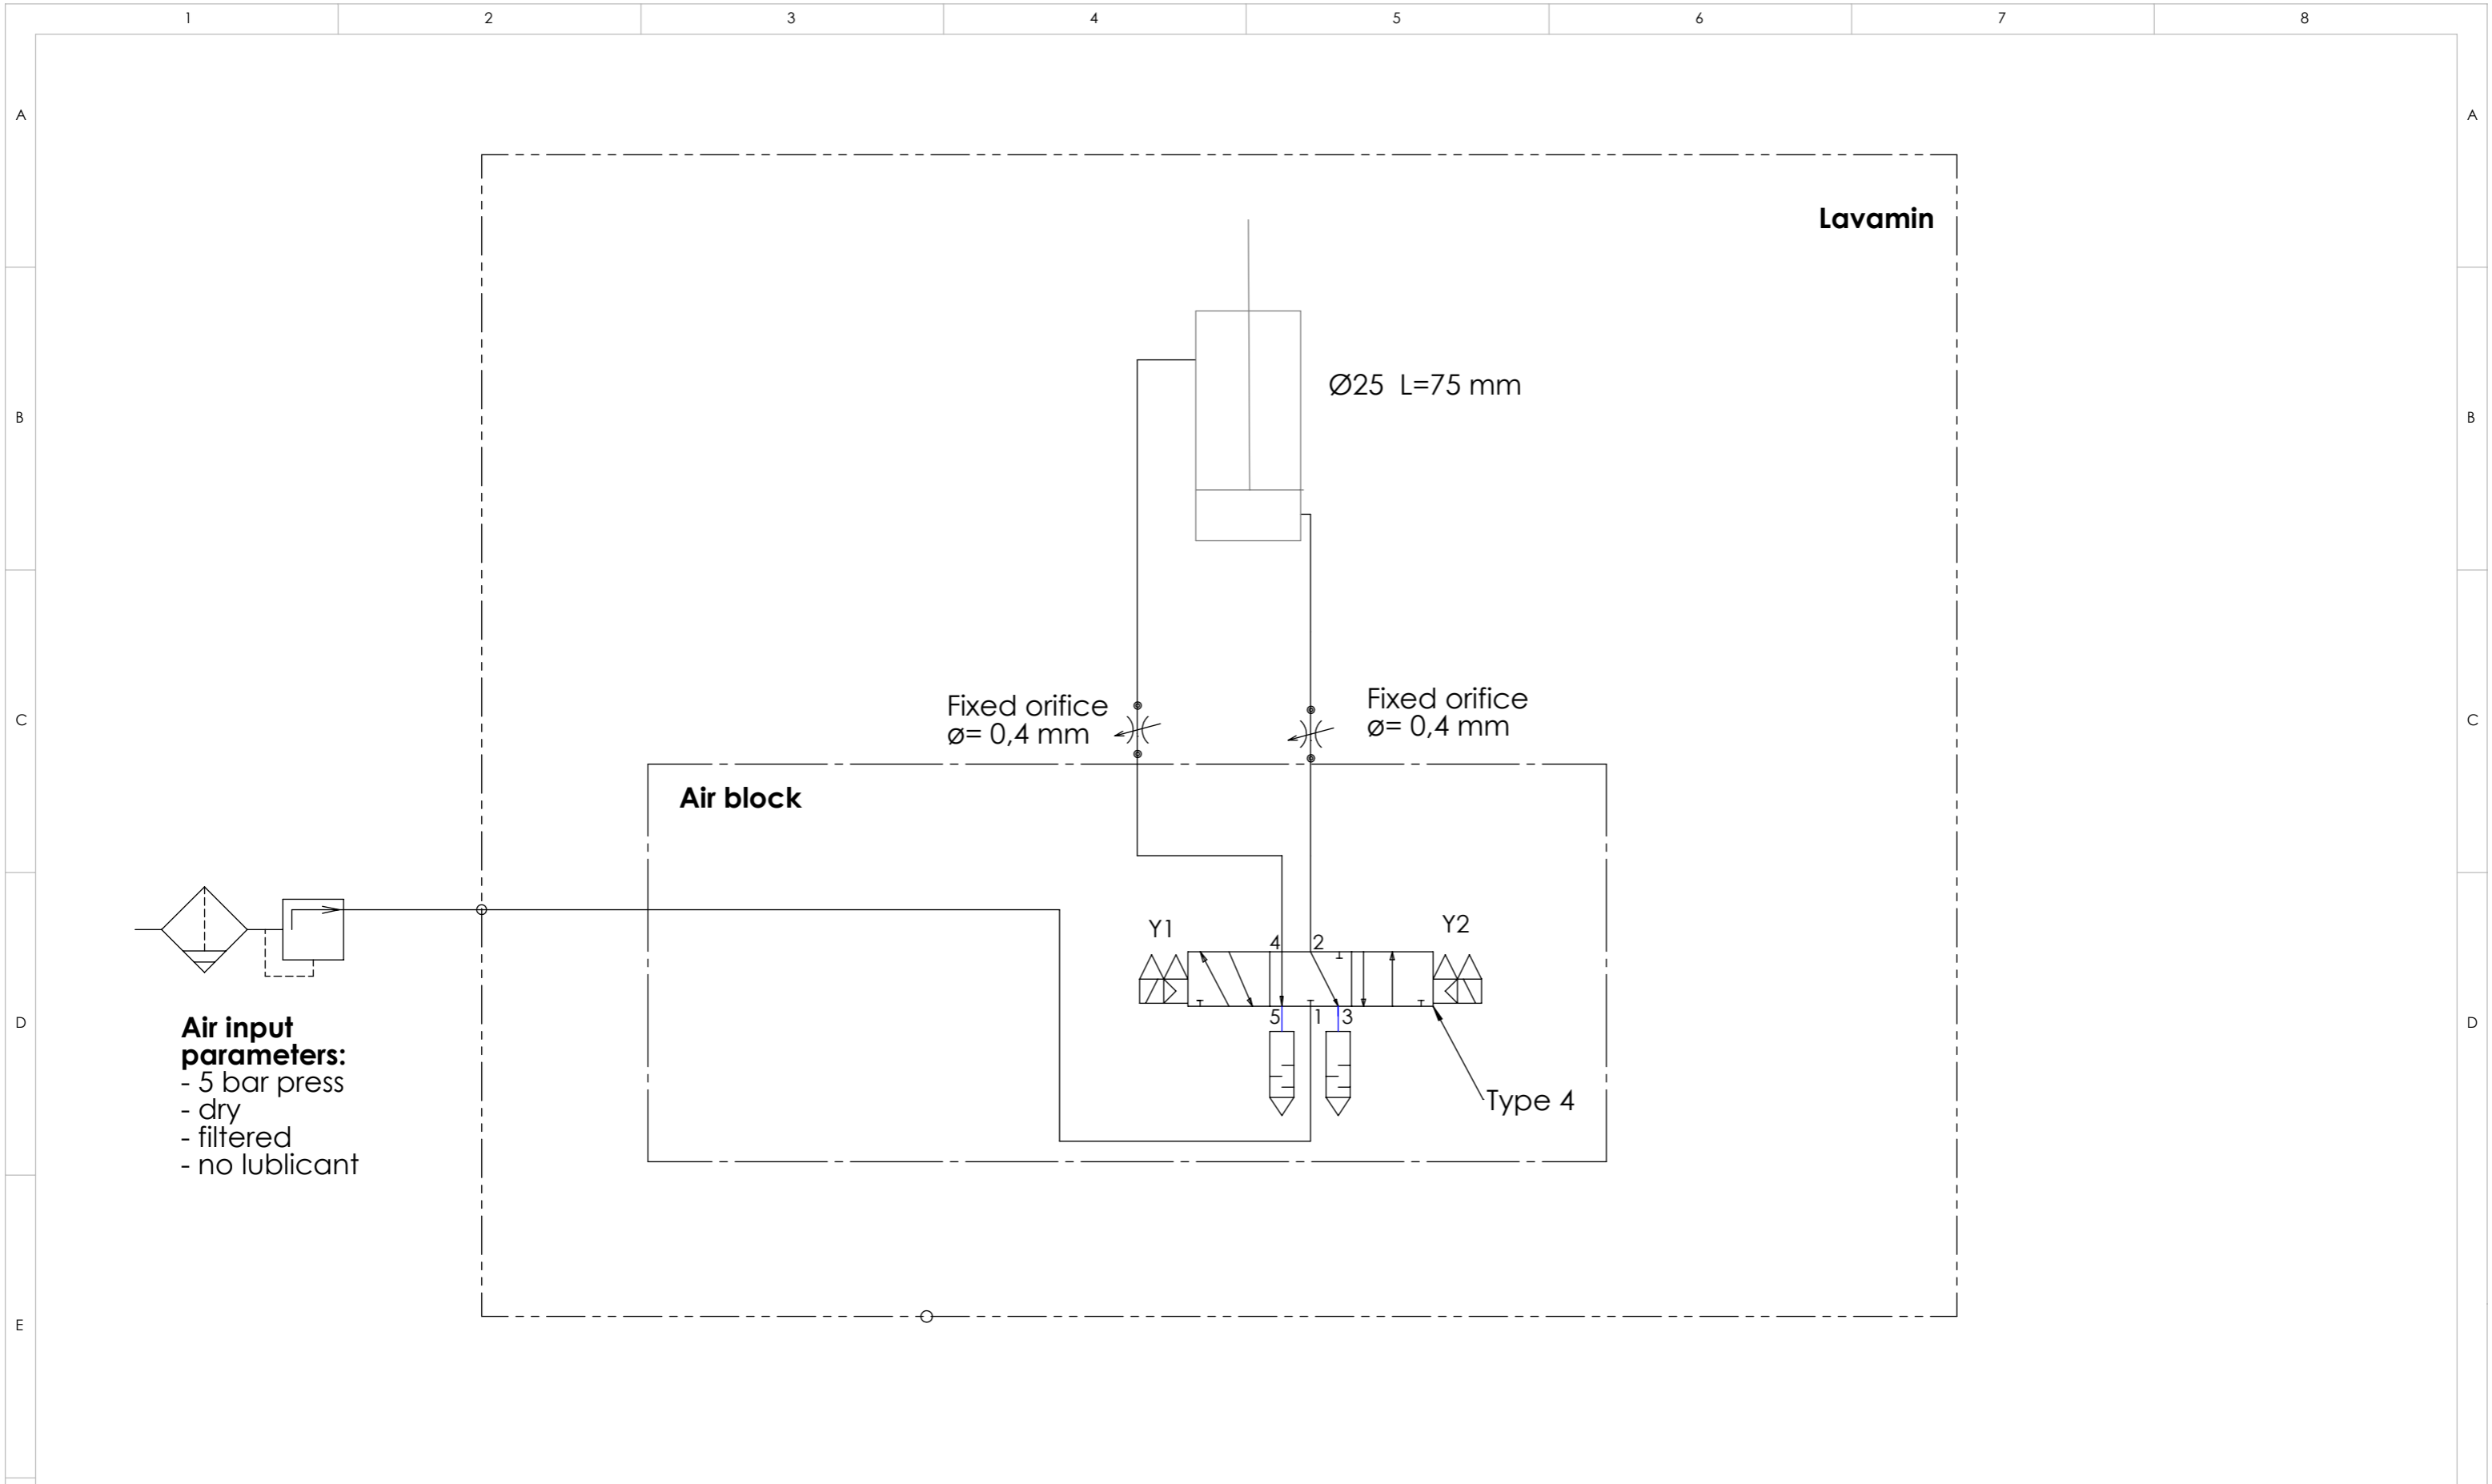 1 2 3 4 5 6 7 8
A A
Lavamin
Ø25 L=75 mm
B B
Fixed orifice
ø= 0,4 mm
Fixed orifice
ø= 0,4 mm
C C
Air block
Y1 Y2
4 2
5 1 3
Type 4
Air input
parameters:
- 5 bar press
- dry
- filtered
- no lublicant
D D
E E